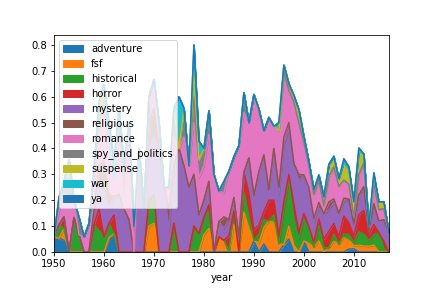 0.8
0.7
0.6
0.5
0.4
0.3
0.2
0.1
0.0
adventure
fsf
historical
horror
mystery
religious
romance
spy_and_politics
suspense
war
ya
1950 1960 1970 1980 1990 2000 2010
year